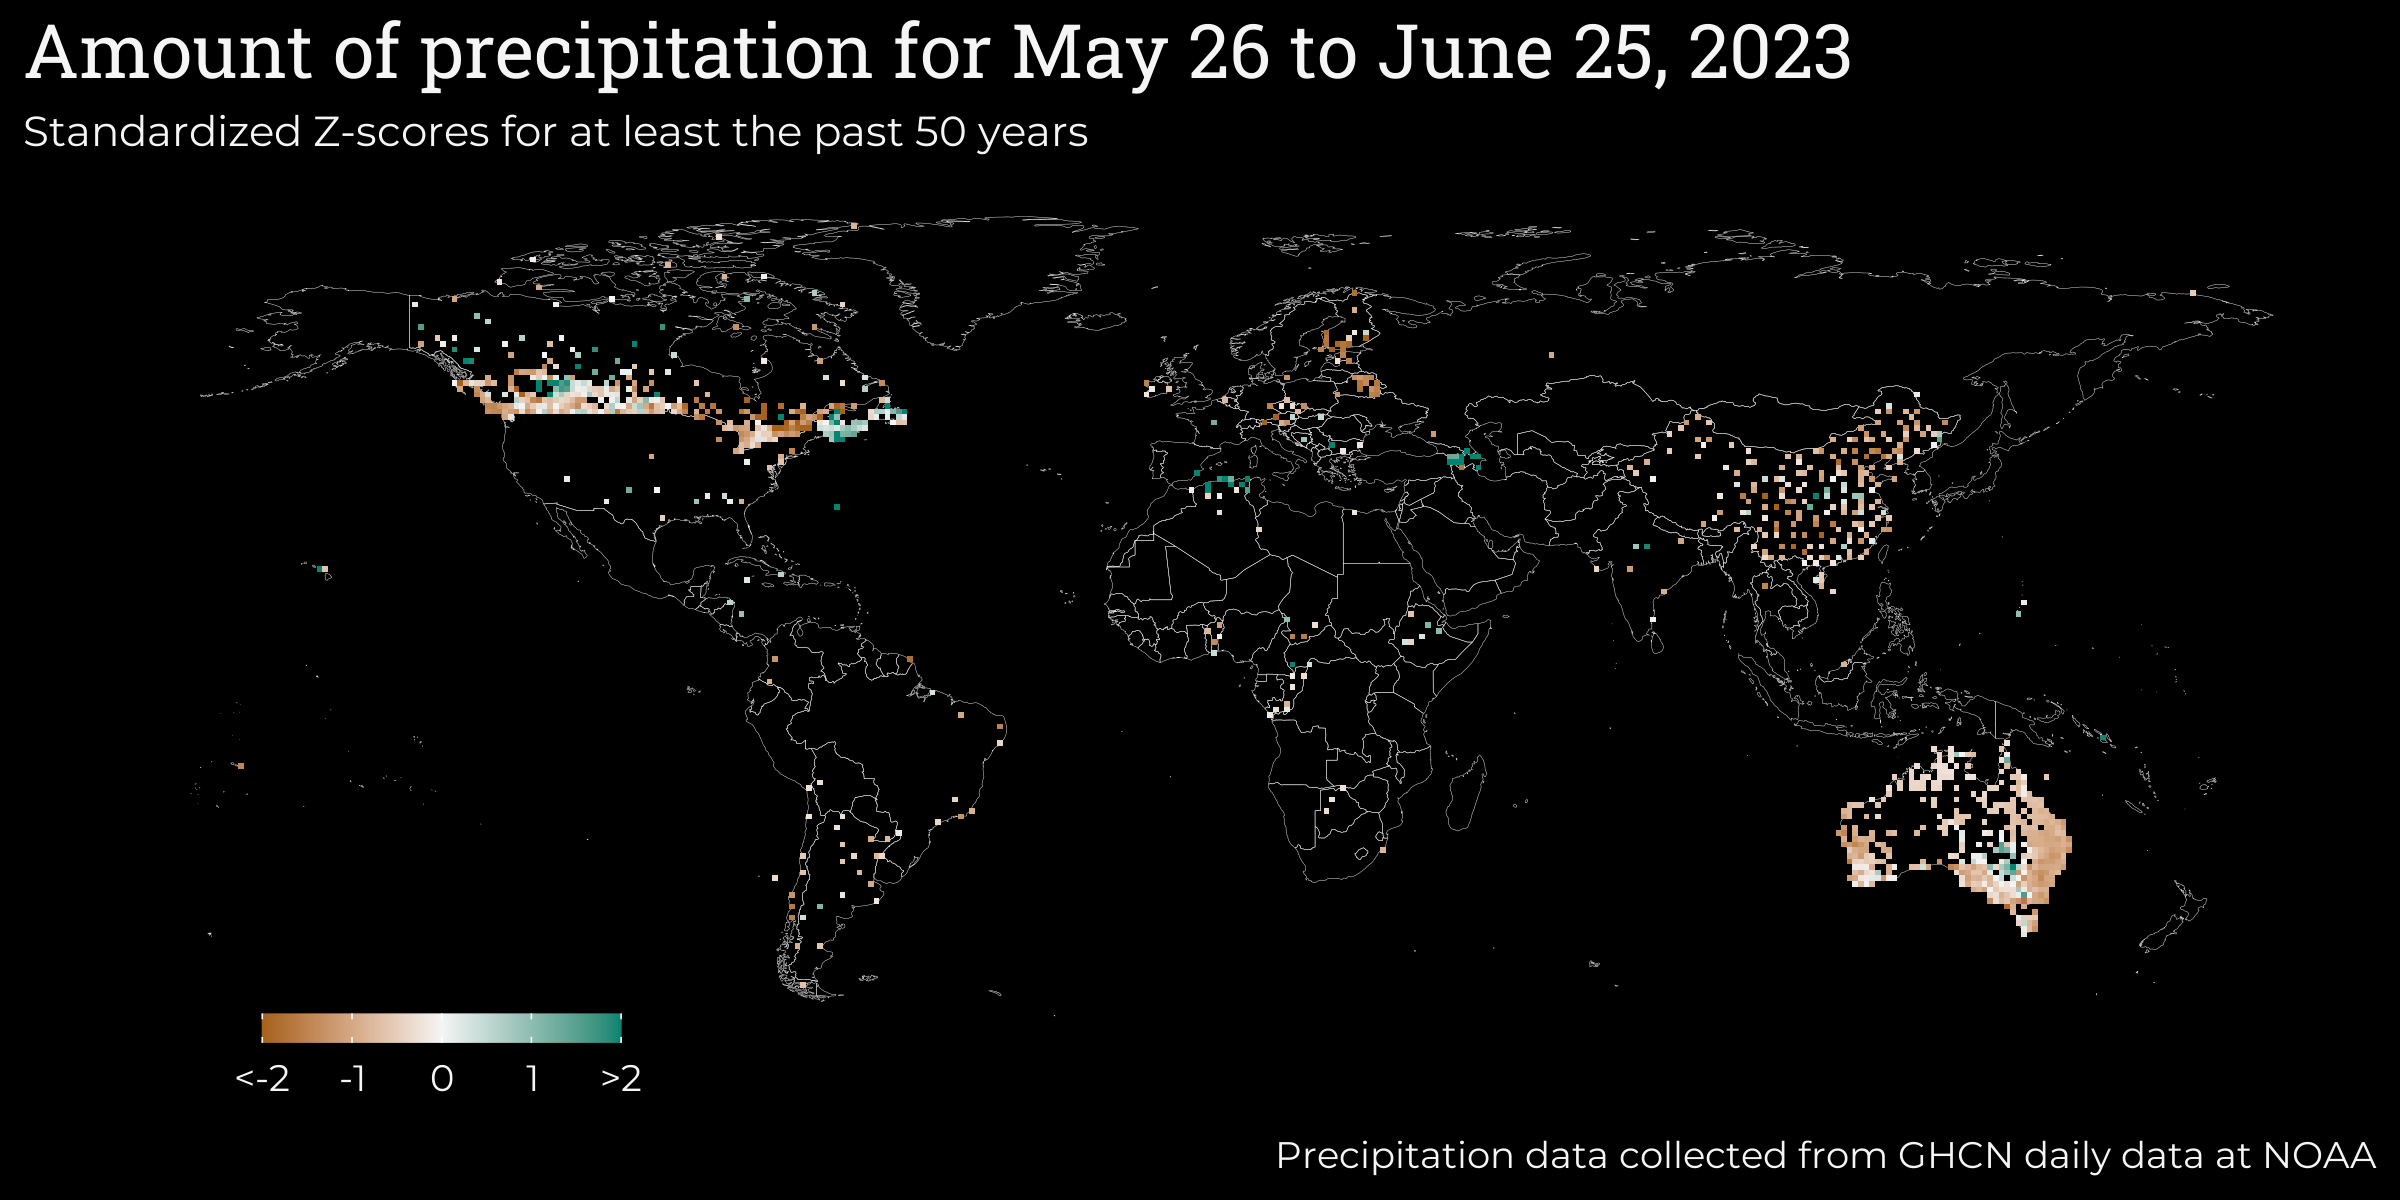 Amount of precipitation for May 26 to June 25, 2023
Standardized Z-scores for at least the past 50 years
<-2 -1 0 1 >2
Precipitation data collected from GHCN daily data at NOAA